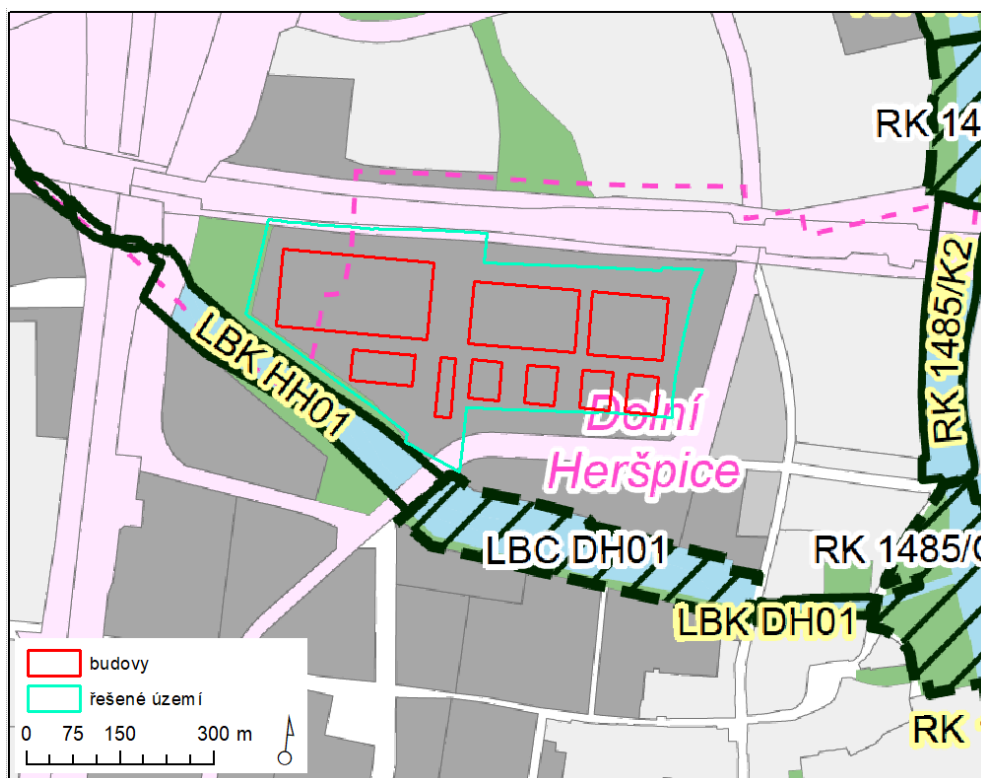 RK 14
RK 1485/K2
LBK HH01
Dolní
Heršpice
LBC DH01
RK 1485/
LBK DH01
RK
budovy
řešené území
0 75 150 300 m